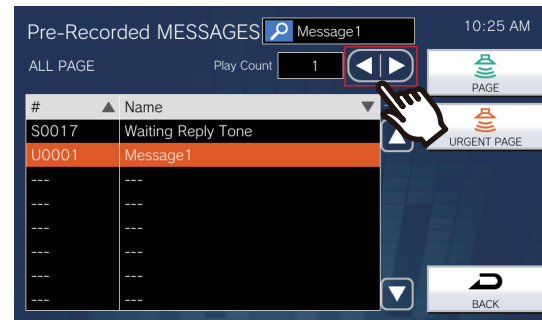 Pre-Recorded MESSAGES Message1 10:25 AM
ALL PAGE Play Count 1
PAGE
# Name
S0017 Waiting Reply Tone
URGENT PAGE
U0001 Message1
--- ---
--- ---
--- ---
--- ---
--- ---
--- ---
BACK